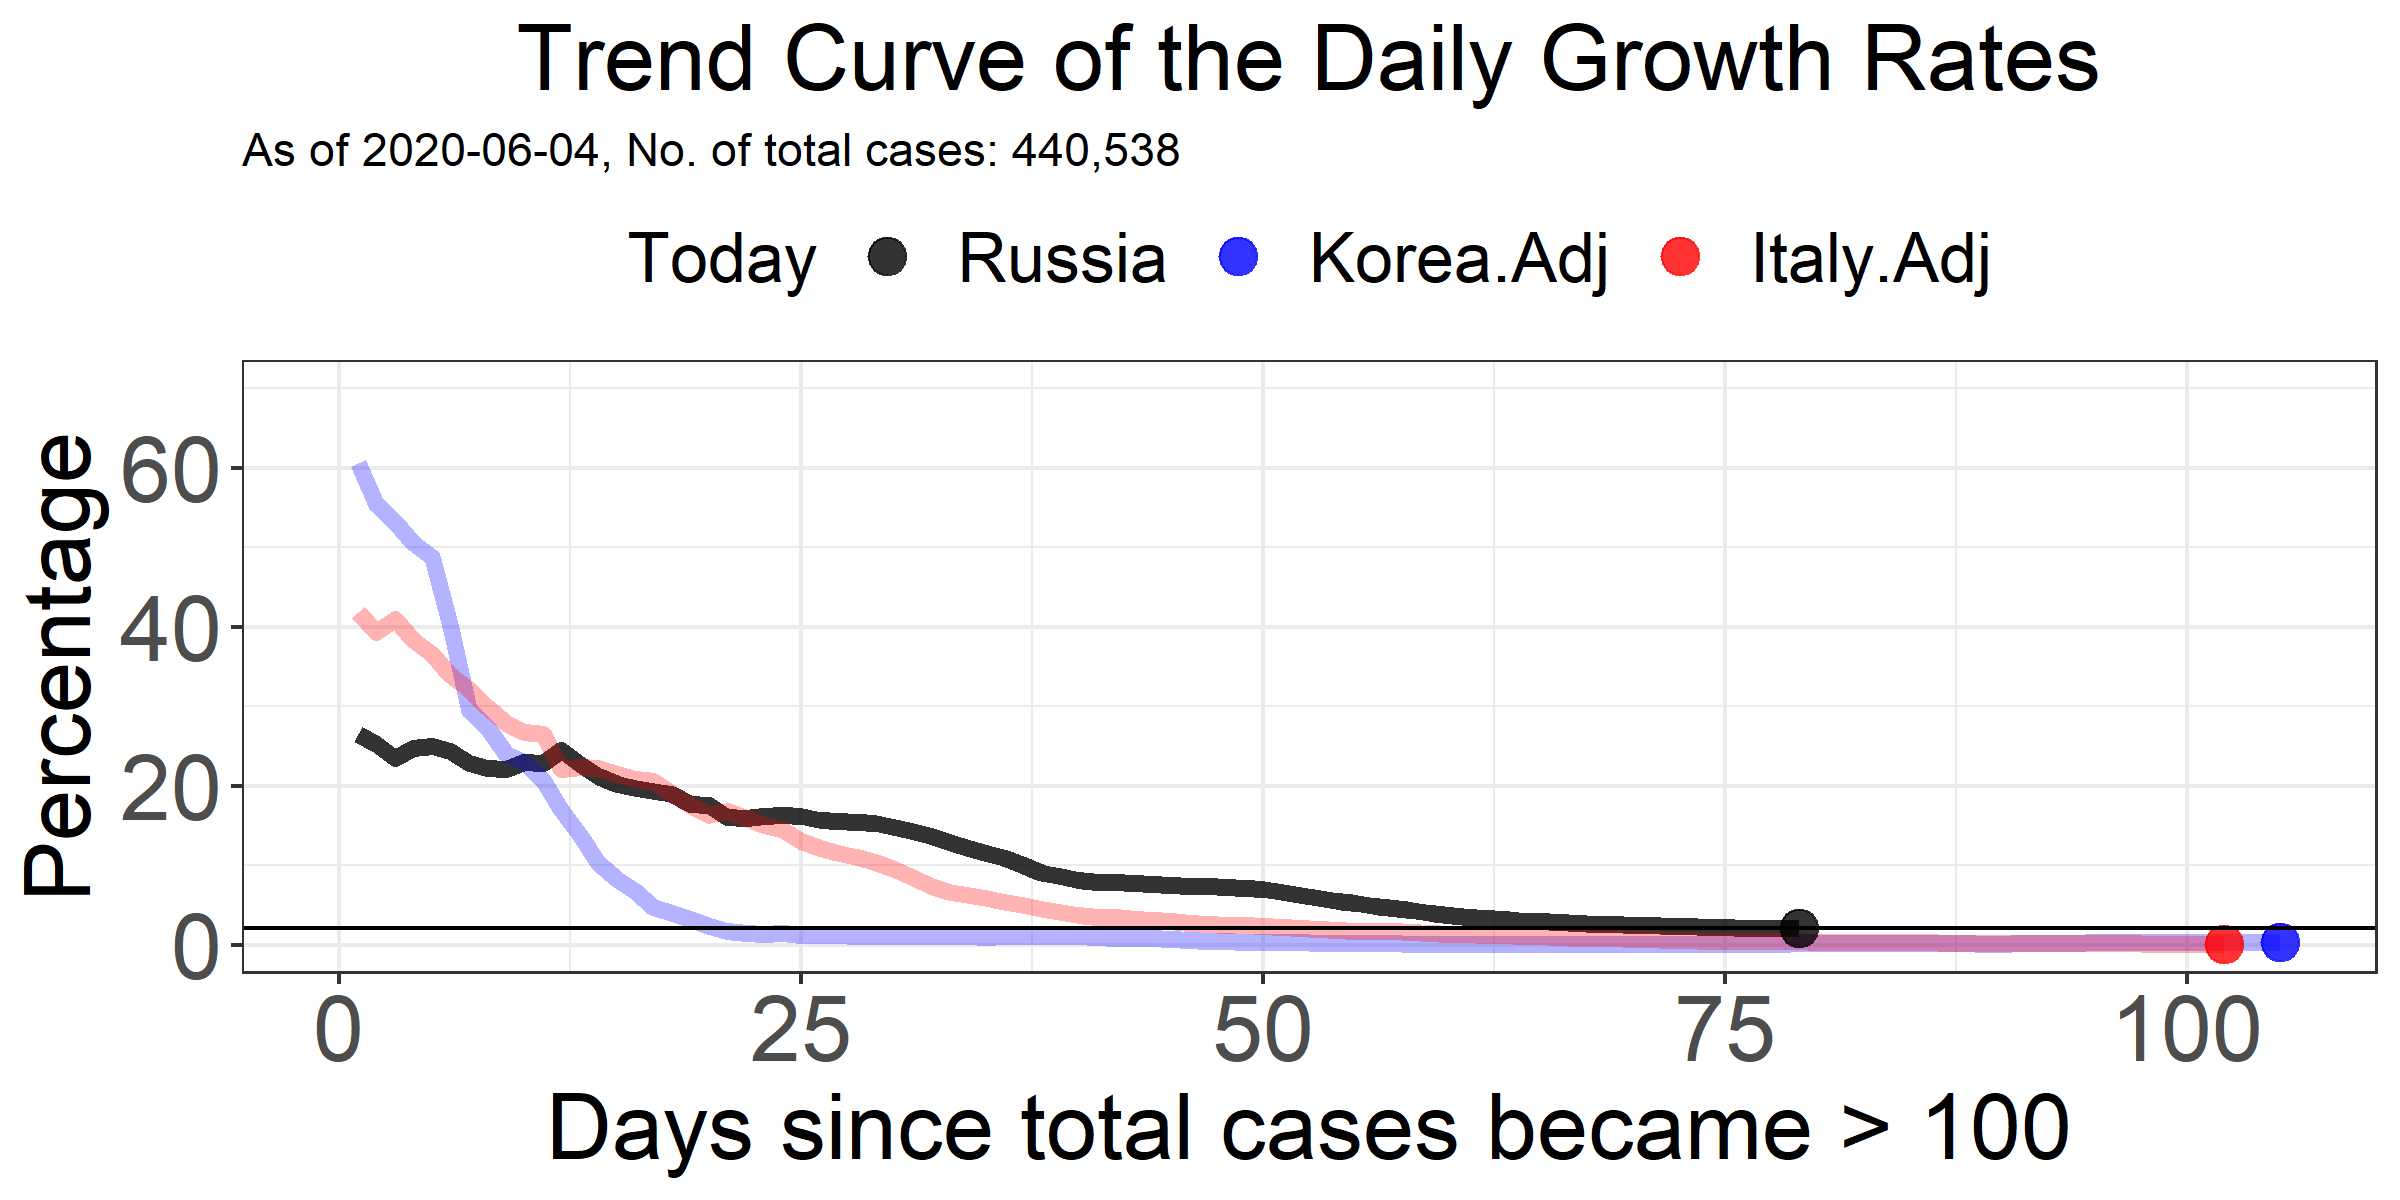 Trend Curve of the Daily Growth Rates
As of 2020-06-04, No. of total cases: 440,538
Today Russia Korea.Adj Italy.Adj
Percentage
60
40
20
0
0 25 50 75 100
Days since total cases became > 100